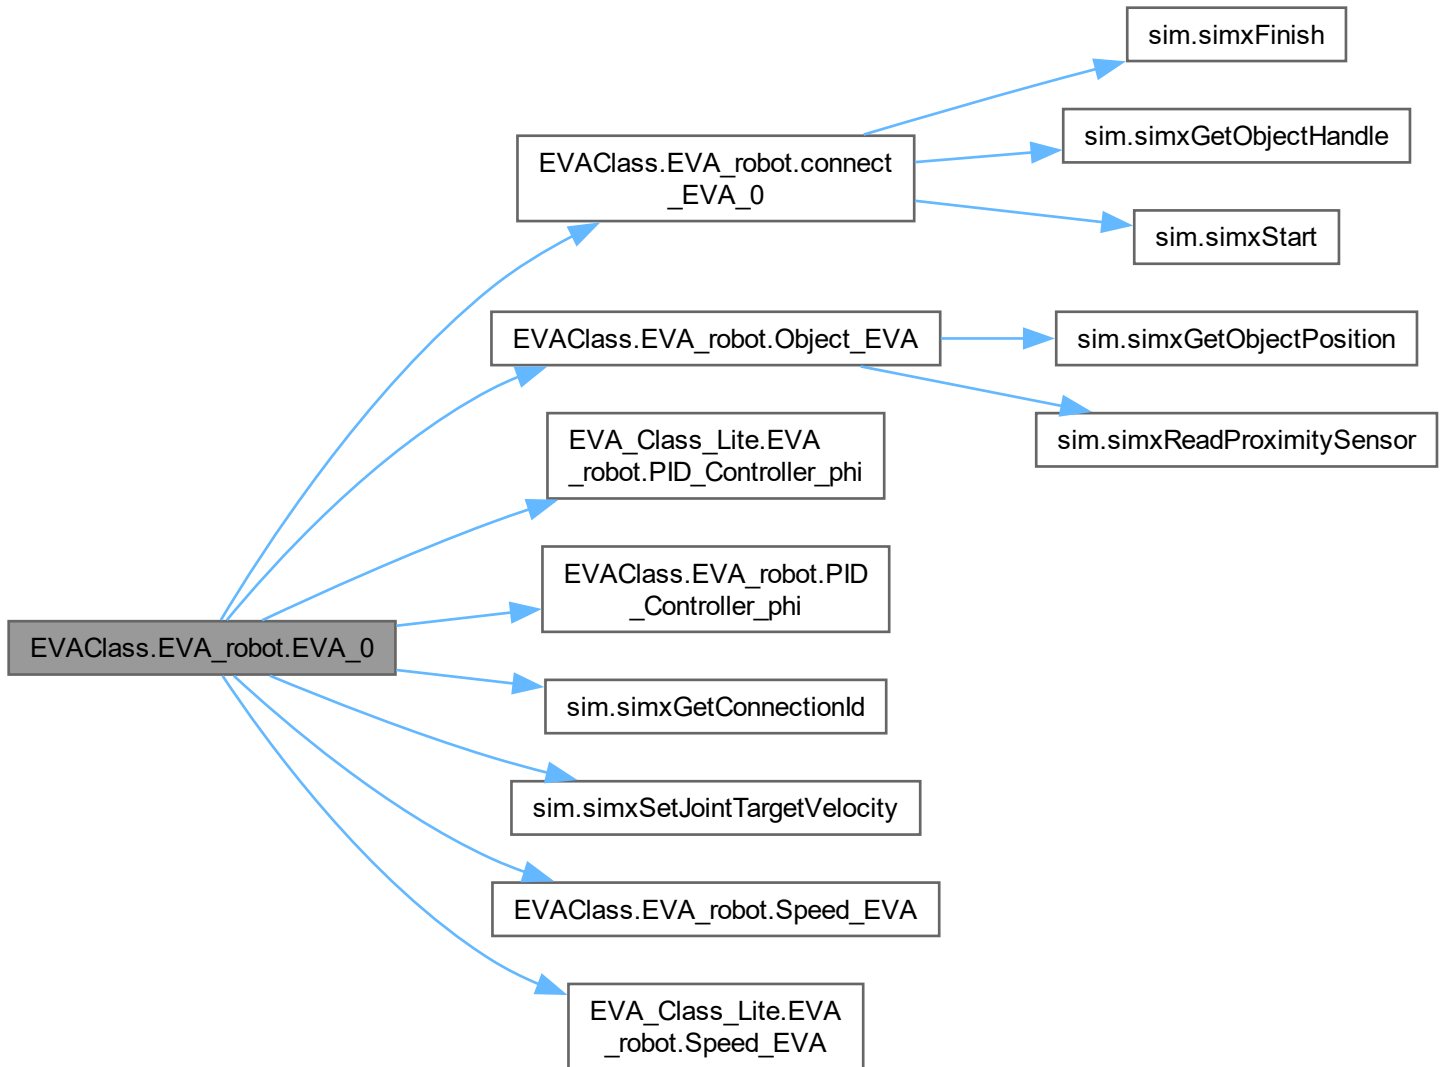 sim.simxFinish
sim.simxGetObjectHandle
EVAClass.EVA_robot.connect
_EVA_0
sim.simxStart
EVAClass.EVA_robot.Object_EVA
sim.simxGetObjectPosition
sim.simxReadProximitySensor
EVA_Class_Lite.EVA
_robot.PID_Controller_phi
EVAClass.EVA_robot.PID
_Controller_phi
EVAClass.EVA_robot.EVA_0
sim.simxGetConnectionId
sim.simxSetJointTargetVelocity
EVAClass.EVA_robot.Speed_EVA
EVA_Class_Lite.EVA
_robot.Speed_EVA